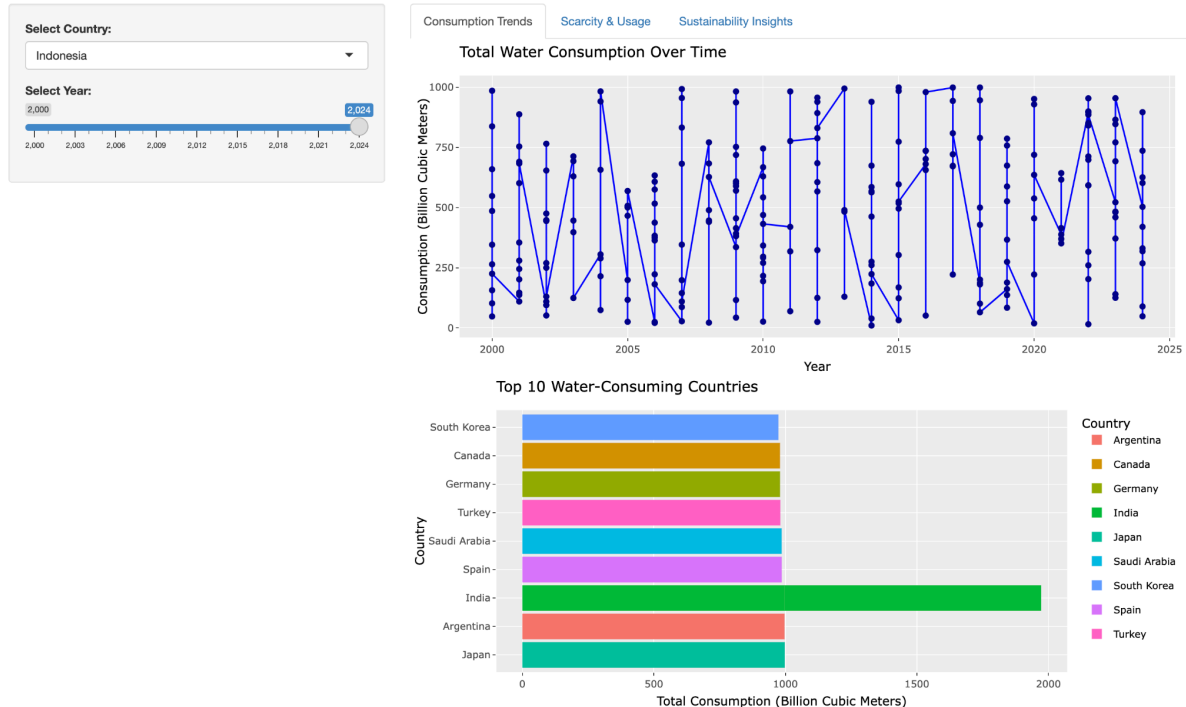 Select Country:
Indonesia
Select Year:
2,000
2,024
2,000 2,003 2,006 2,009 2,012 2,015 2,018 2,021 2,024
Consumption Trends Scarcity & Usage Sustainability Insights
Total Water Consumption Over Time
Consumption (Billion Cubic Meters)
1000
750
500
250
0
2000 2005 2010 2015 2020 2025
Year
Top 10 Water-Consuming Countries
Country
South Korea
Canada
Germany
Turkey
Saudi Arabia
Spain
India
Argentina
Japan
0 500 1000 1500 2000
Total Consumption (Billion Cubic Meters)
Country
Argentina
Canada
Germany
India
Japan
Saudi Arabia
South Korea
Spain
Turkey